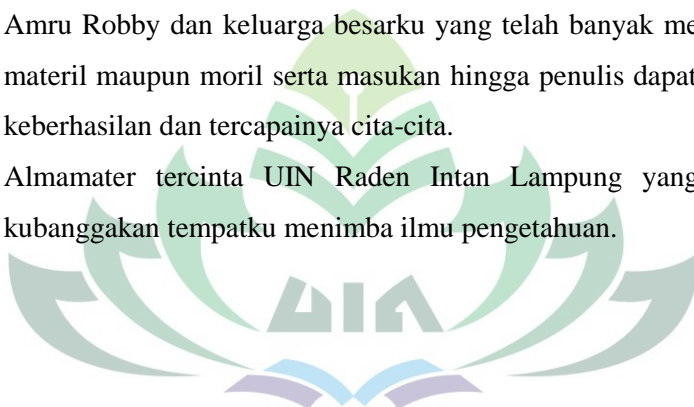 Amru Robby dan keluarga besarku yang telah banyak me
materil maupun moril serta masukan hingga penulis dapat
keberhasilan dan tercapainya cita-cita.
Almamater tercinta UIN Raden Intan Lampung yang
kubanggakan tempatku menimba ilmu pengetahuan.